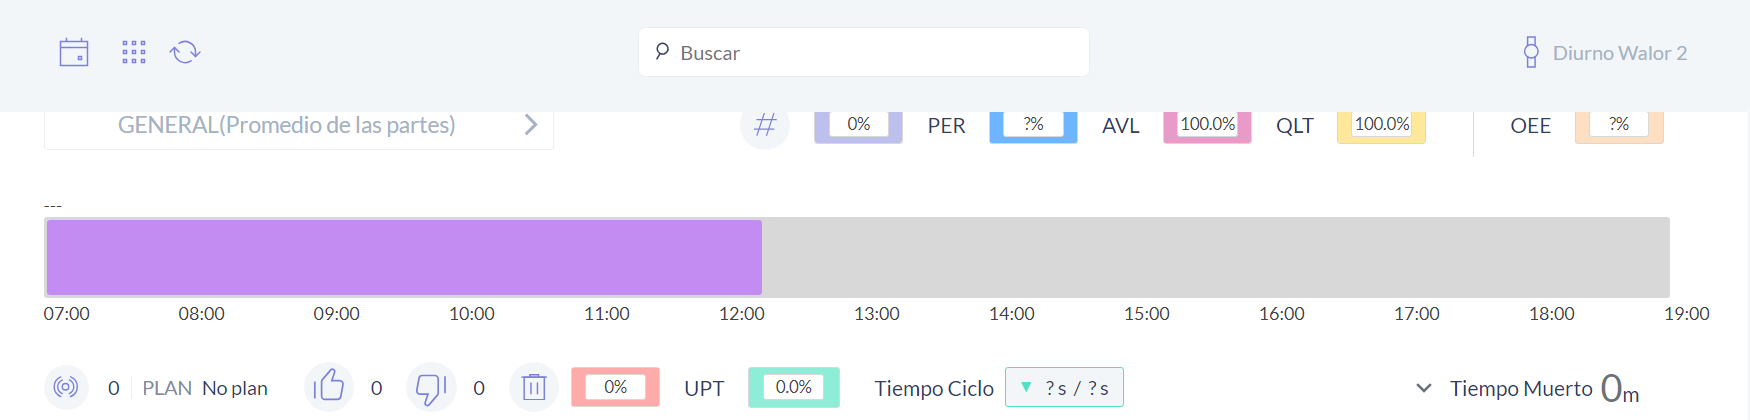 Buscar
Diurno Walor 2
GENERAL(Promedio de las partes)
# 0% PER ?% AVL 100.0% QLT 100.0% OEE ?%
---
07:00 08:00 09:00 10:00 11:00 12:00 13:00 14:00 15:00 16:00 17:00 18:00 19:00
0 PLAN No plan 0 0 0% UPT 0.0% Tiempo Ciclo ▼ ?s / ?s Tiempo Muerto 0m